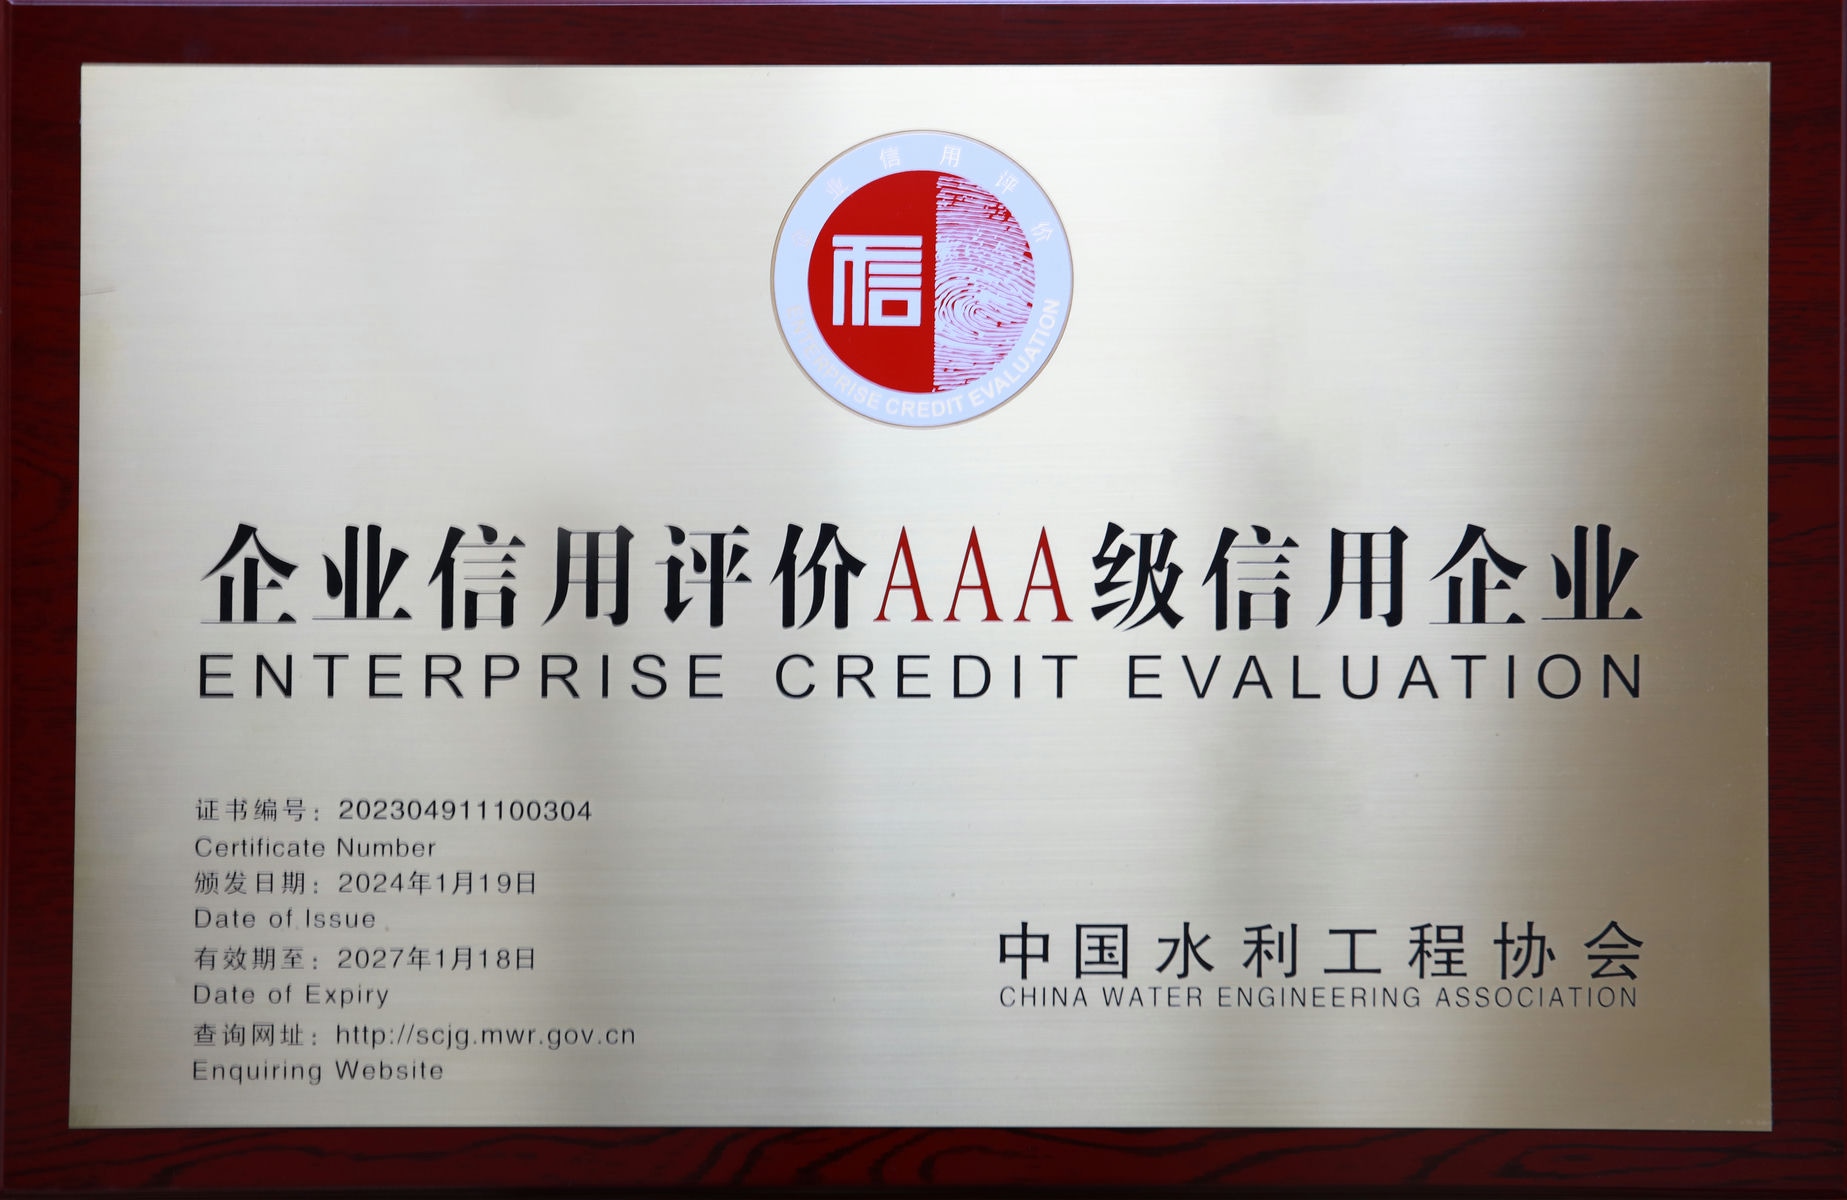 企业信用评价
信
ENTERPRISE CREDIT EVALUATION
企业信用评价AAA级信用企业
ENTERPRISE CREDIT EVALUATION
证书编号：202304911100304
Certificate Number
颁发日期：2024年1月19日
Date of Issue
有效期至：2027年1月18日
Date of Expiry
查询网址：http://scjg.mwr.gov.cn
Enquiring Website
中国水利工程协会
CHINA WATER ENGINEERING ASSOCIATION